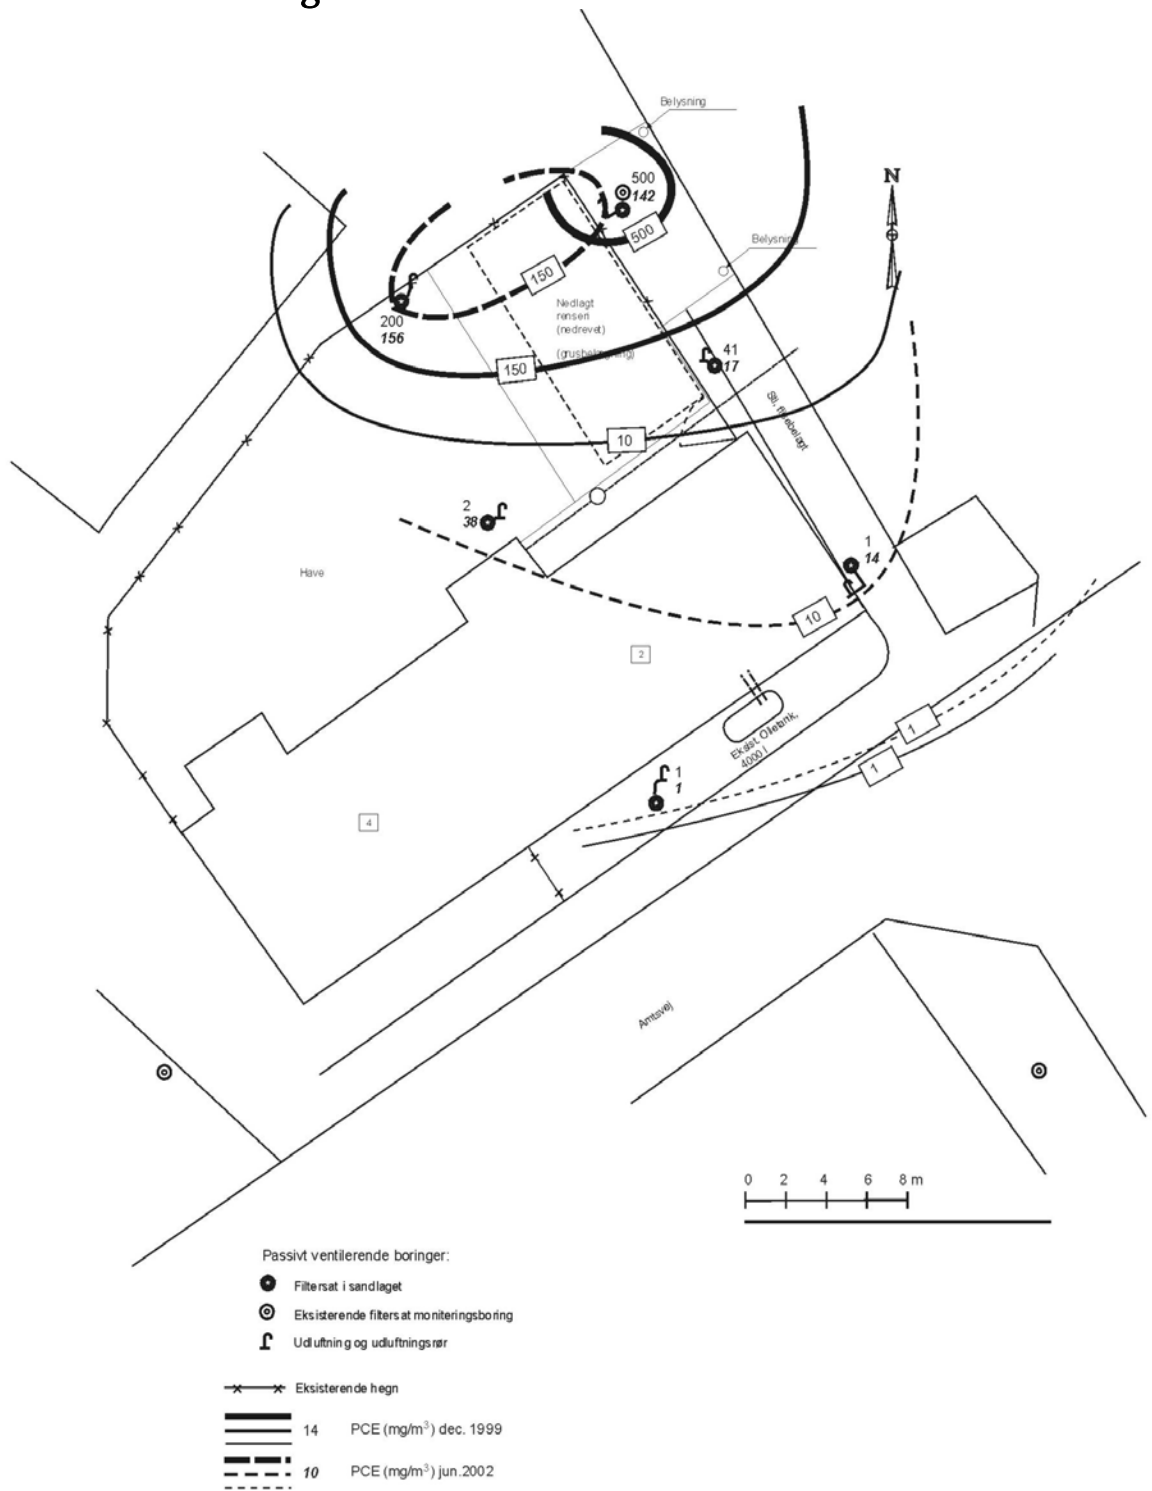 g
Belysning
N
500
142
500
Belysning
150
200
156
Nedlagt
renseri
(nedrevet)
(grusbelægning)
41
17
150
10
Sti, flisebelagt
2
38
1
14
Have
10
2
1
Eksist. Olietank,
4000 l
1
1
1
4
Amtsvej
0 2 4 6 8 m
Passivt ventilerende boringer:
Filtersat i sandlaget
Eksisterende filtersat moniteringsboring
Udluftning og udluftningsrør
Eksisterende hegn
14 PCE (mg/m³) dec. 1999
10 PCE (mg/m³) jun.2002